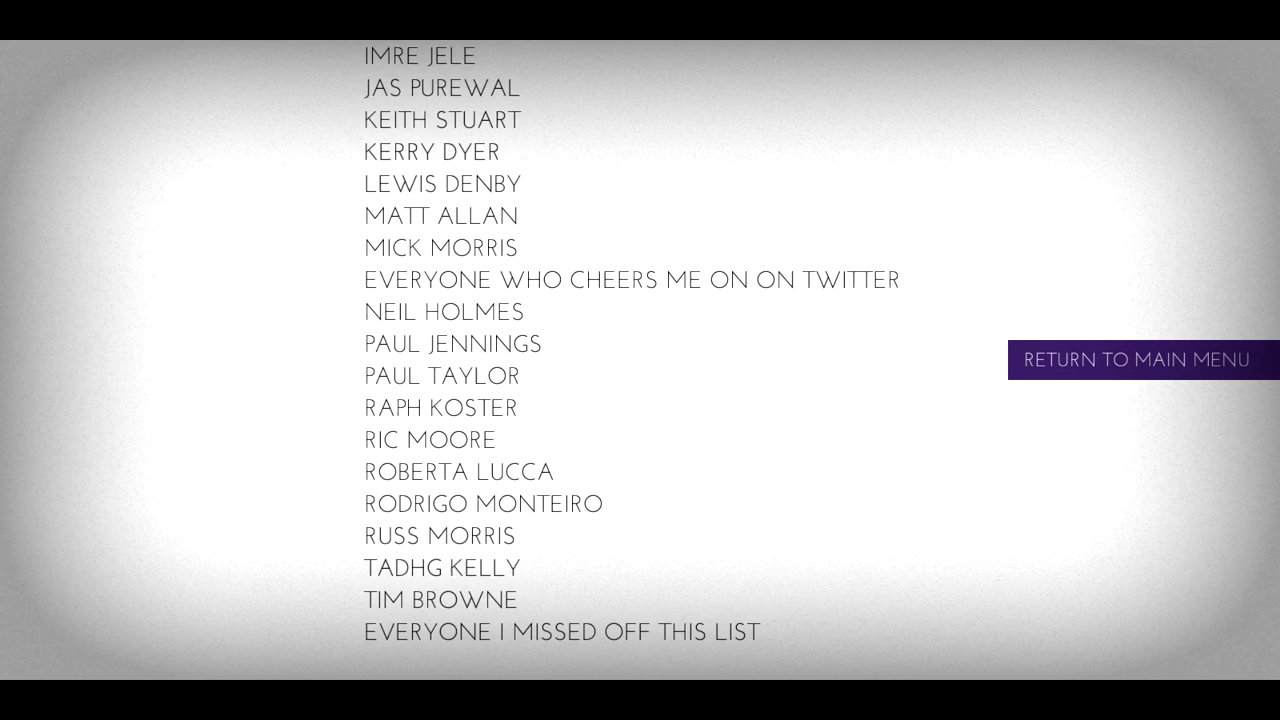 IMRE JELE
JAS PUREWAL
KEITH STUART
KERRY DYER
LEWIS DENBY
MATT ALLAN
MICK MORRIS
EVERYONE WHO CHEERS ME ON ON TWITTER
NEIL HOLMES
PAUL JENNINGS
RETURN TO MAIN MENU
PAUL TAYLOR
RAPH KOSTER
RIC MOORE
ROBERTA LUCCA
RODRIGO MONTEIRO
RUSS MORRIS
TADHG KELLY
TIM BROWNE
EVERYONE I MISSED OFF THIS LIST